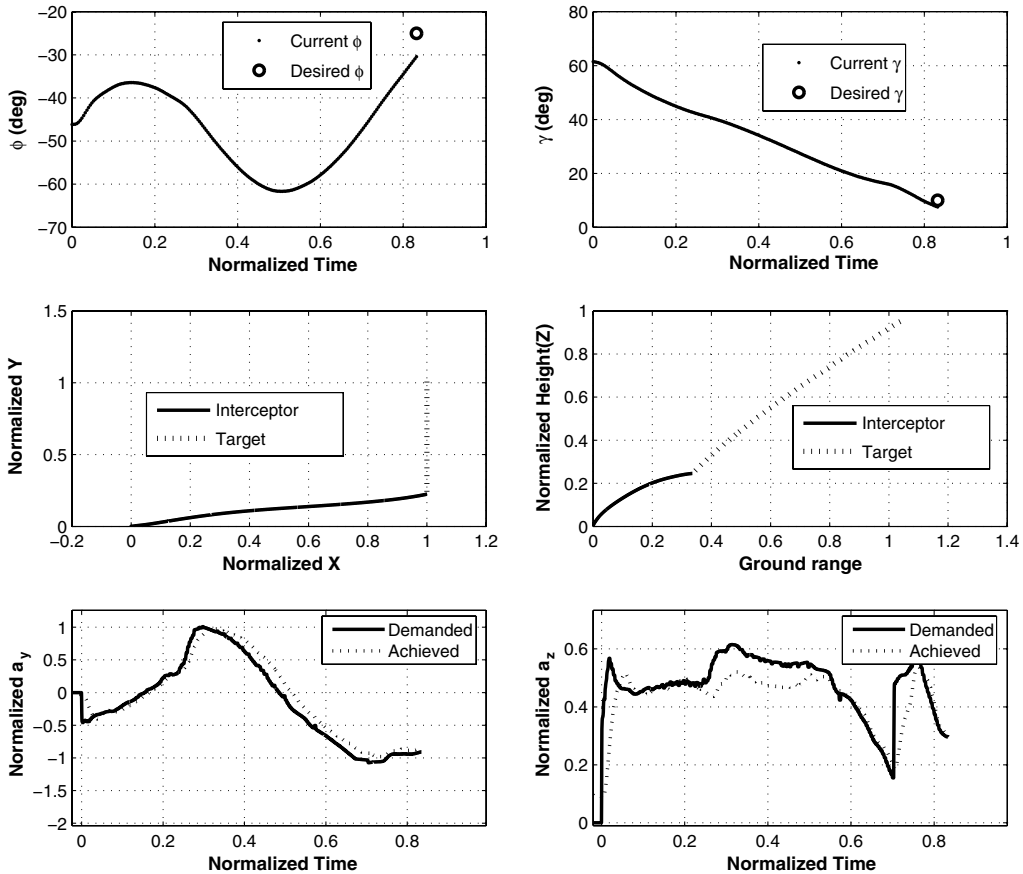 −20
−30
−40
−50
−60
−70
ϕ (deg)
Current ϕ
Desired ϕ
0 0.2 0.4 0.6 0.8 1
Normalized Time
80
60
40
20
0
γ (deg)
Current γ
Desired γ
0 0.2 0.4 0.6 0.8 1
Normalized Time
1.5
1
0.5
0
Normalized Y
Interceptor
Target
−0.2 0 0.2 0.4 0.6 0.8 1 1.2
Normalized X
1
0.8
0.6
0.4
0.2
0
Normalized Height(Z)
Interceptor
Target
0 0.2 0.4 0.6 0.8 1 1.2 1.4
Ground range
1
0.5
0
−0.5
−1
−1.5
−2
Normalized a_y
Demanded
Achieved
0 0.2 0.4 0.6 0.8
Normalized Time
0.6
0.4
0.2
0
Normalized a_z
Demanded
Achieved
0 0.2 0.4 0.6 0.8
Normalized Time